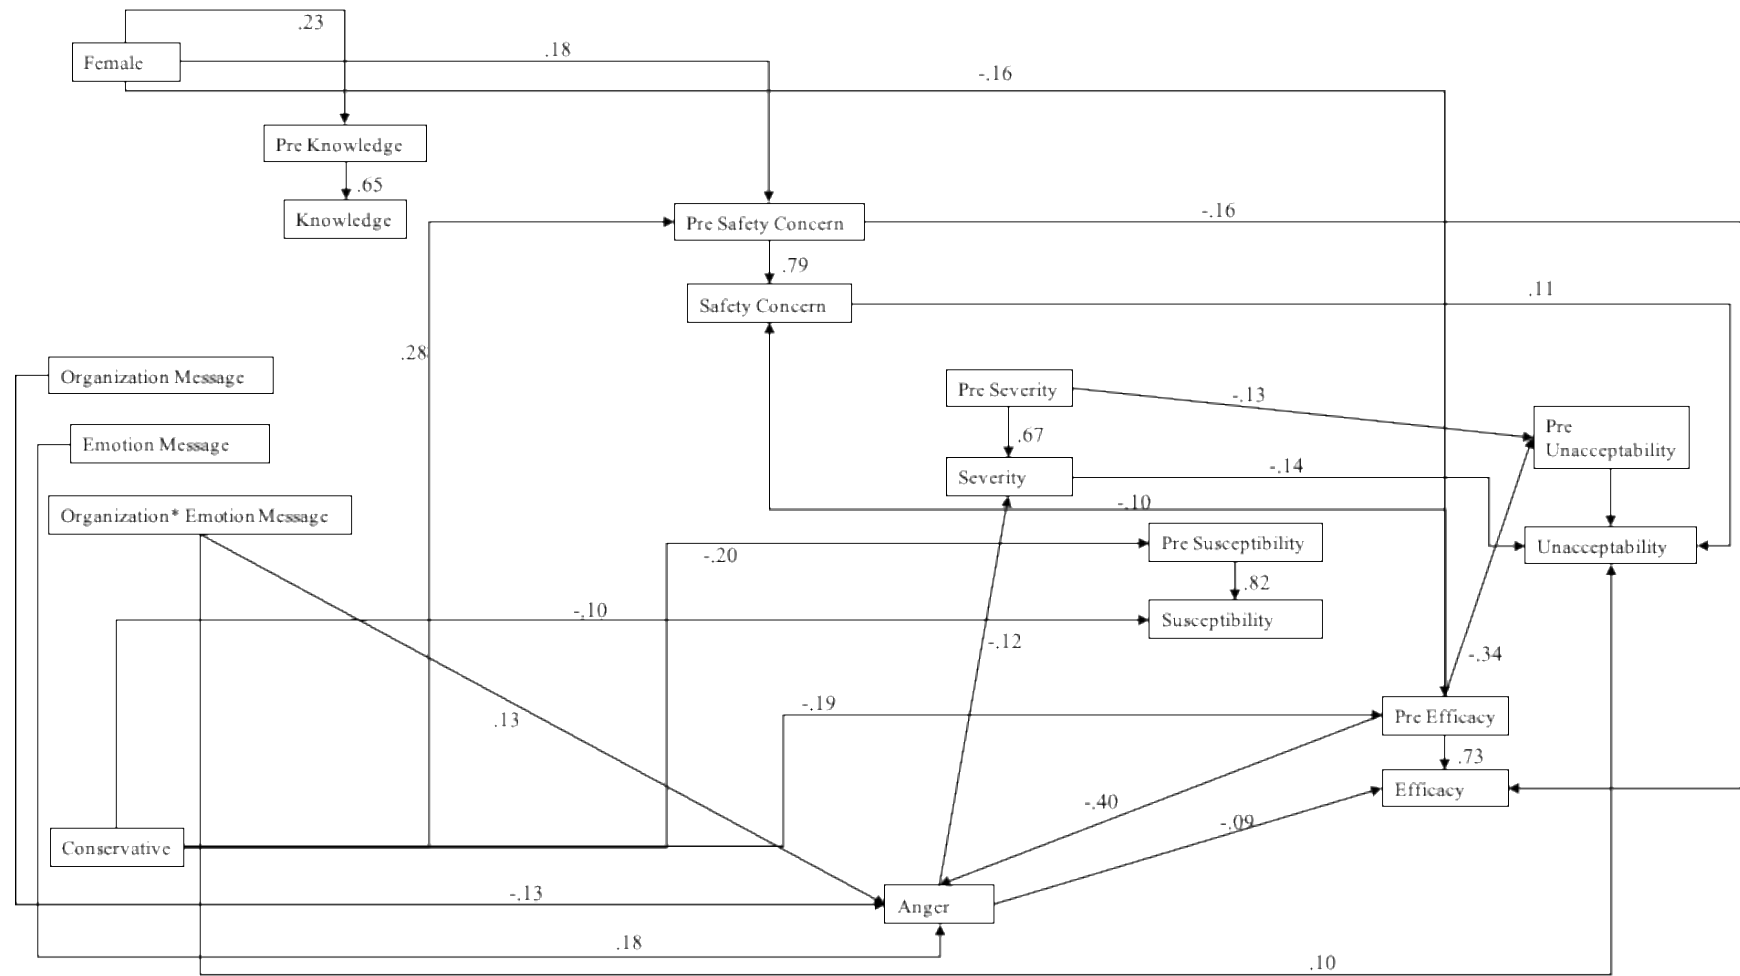 .23
Female
.18
-.16
Pre Knowledge
.65
Knowledge
Pre Safety Concern
-.16
.79
Safety Concern
.11
.28
Organization Message
Pre Severity
-.13
Pre
Unacceptability
Emotion Message
.67
Severity
-.14
-.10
Organization* Emotion Message
Pre Susceptibility
Unacceptability
-.20
.82
-.10
Susceptibility
-.12
-.34
-.19
.13
Pre Efficacy
.73
Efficacy
-.40
-.09
Conservative
-.13
Anger
.18
.10